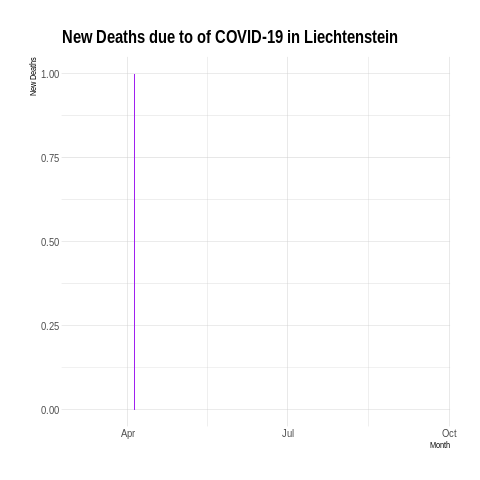 New Deaths due to of COVID-19 in Liechtenstein
New Deaths
1.00
0.75
0.50
0.25
0.00
Apr Jul Oct
Month